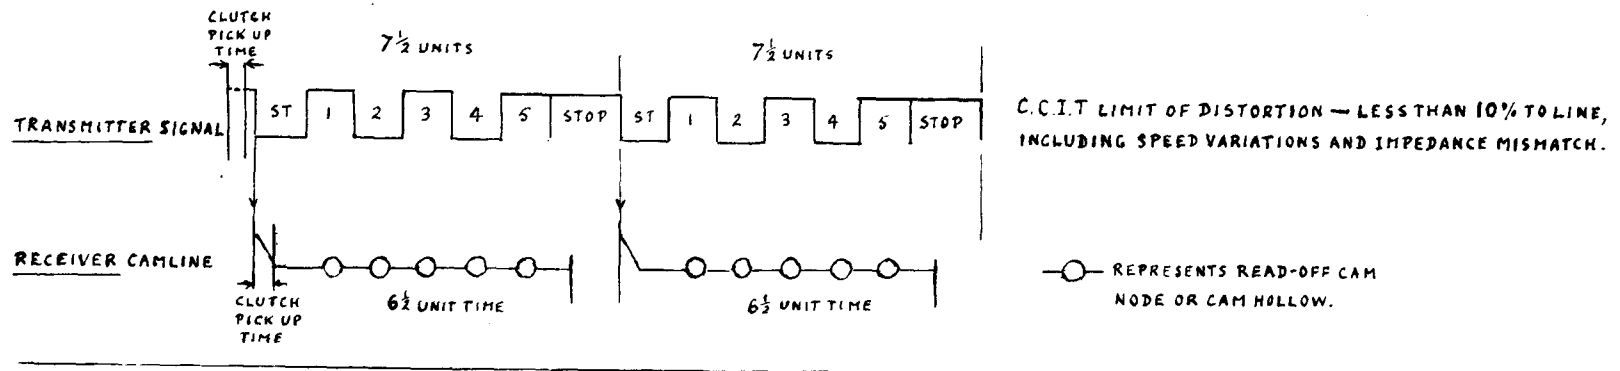 CLUTCH
PICK UP
TIME
7½ UNITS
7½ UNITS
TRANSMITTER SIGNAL
ST 1 2 3 4 5 STOP ST 1 2 3 4 5 STOP
C.C.I.T LIMIT OF DISTORTION — LESS THAN 10% TO LINE,
INCLUDING SPEED VARIATIONS AND IMPEDANCE MISMATCH.
RECEIVER CAMLINE
CLUTCH
PICK UP
TIME
6½ UNIT TIME
6½ UNIT TIME
REPRESENTS READ-OFF CAM
NODE OR CAM HOLLOW.